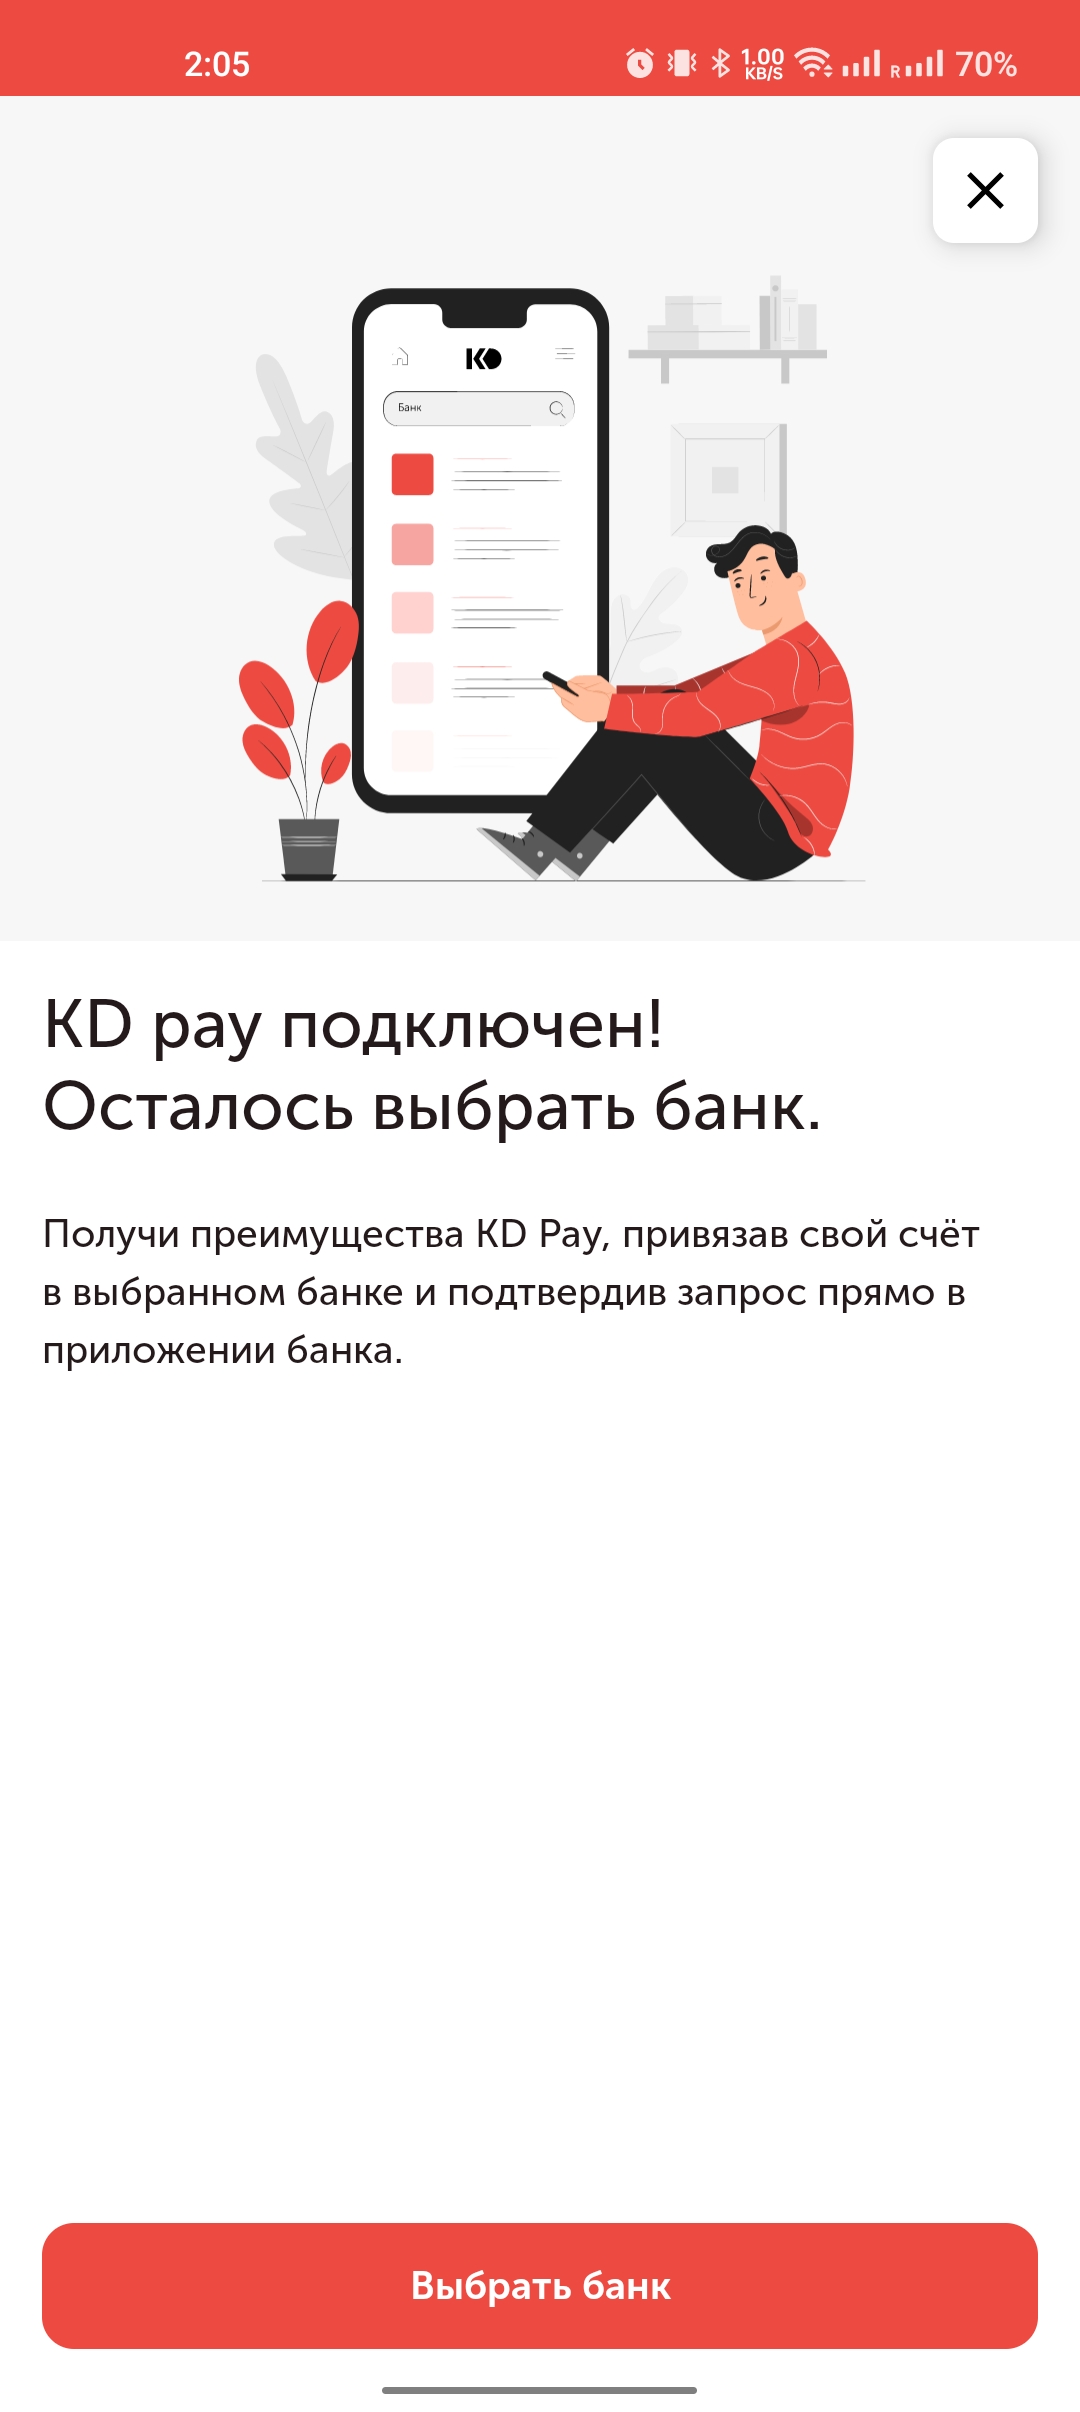 2:05
1.00
KB/S
R
70%
KD
Банк
KD pay подключен!
Осталось выбрать банк.
Получи преимущества KD Pay, привязав свой счёт
в выбранном банке и подтвердив запрос прямо в
приложении банка.
Выбрать банк